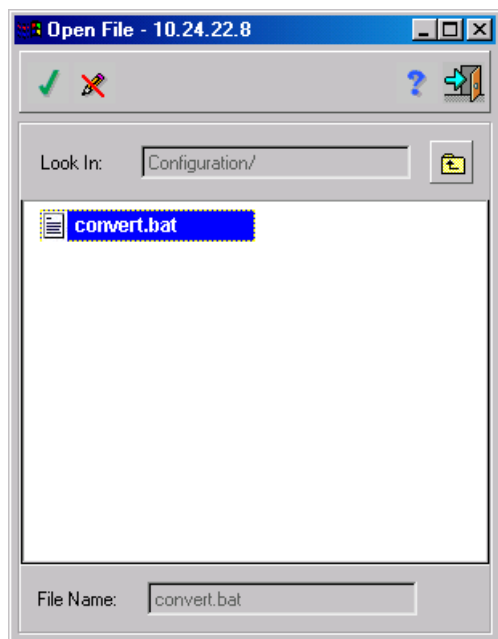 Open File - 10.24.22.8
?
Look In: Configuration/
convert.bat
File Name: convert.bat